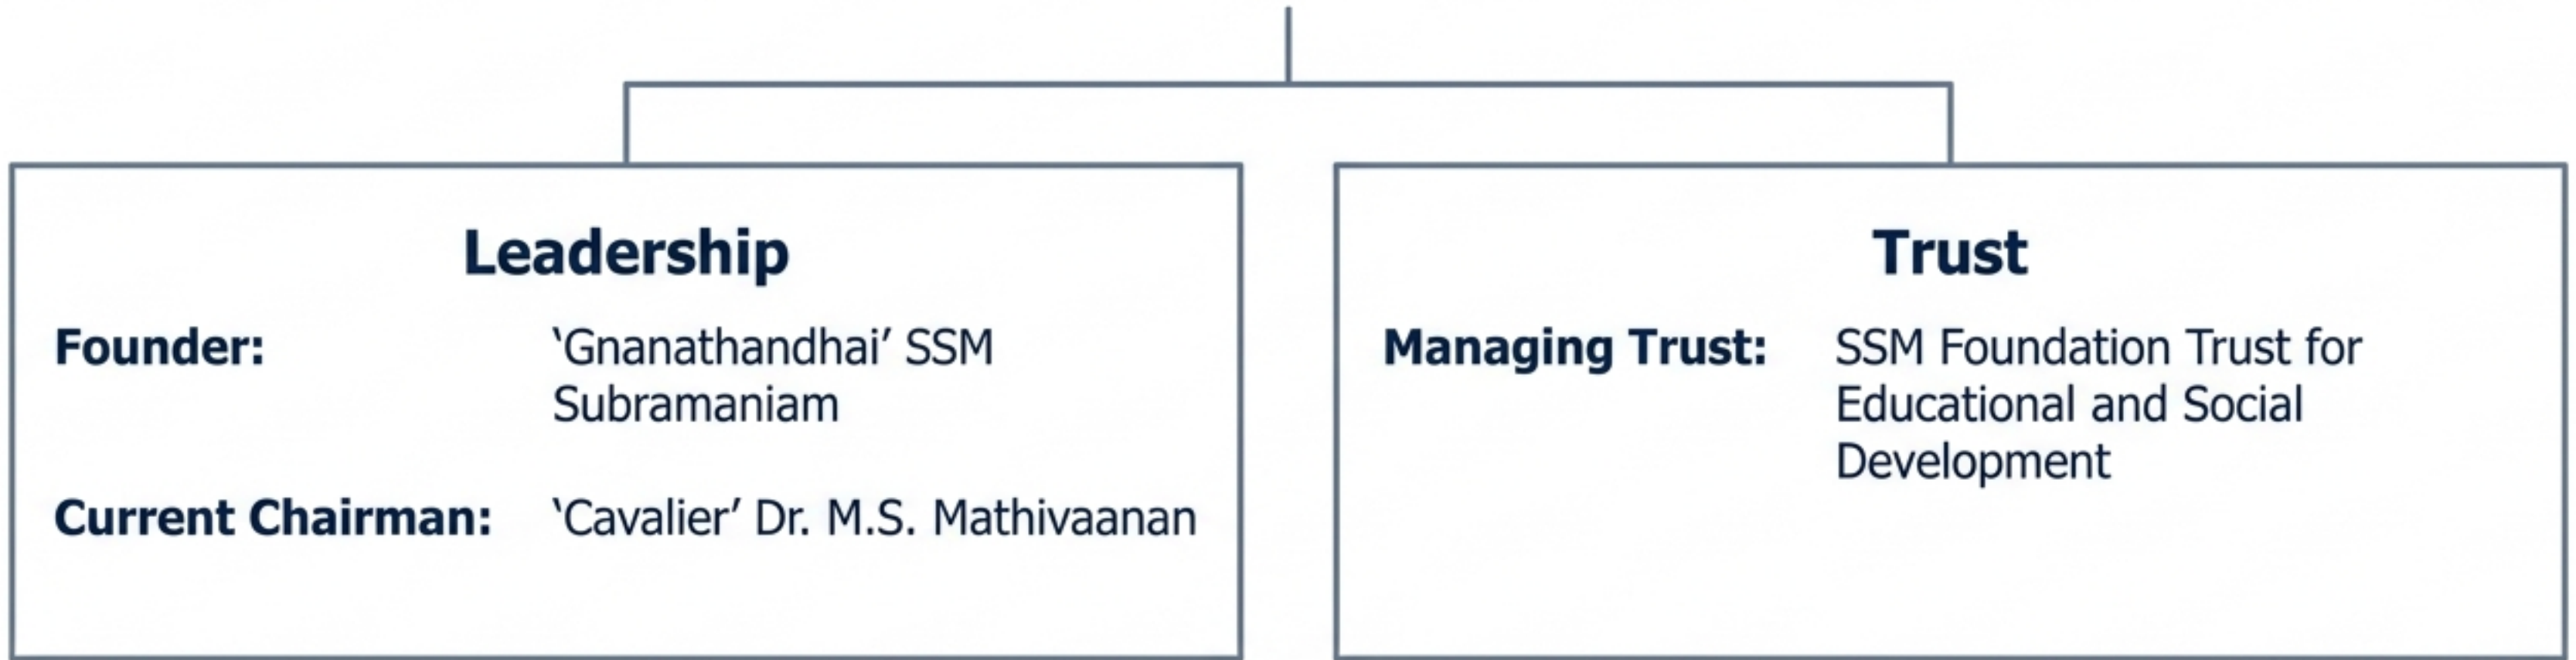 Leadership
Founder: ‘Gnanathandhai’ SSM
Subramaniam
Current Chairman: ‘Cavalier’ Dr. M.S. Mathivaanan
Trust
Managing Trust: SSM Foundation Trust for
Educational and Social
Development